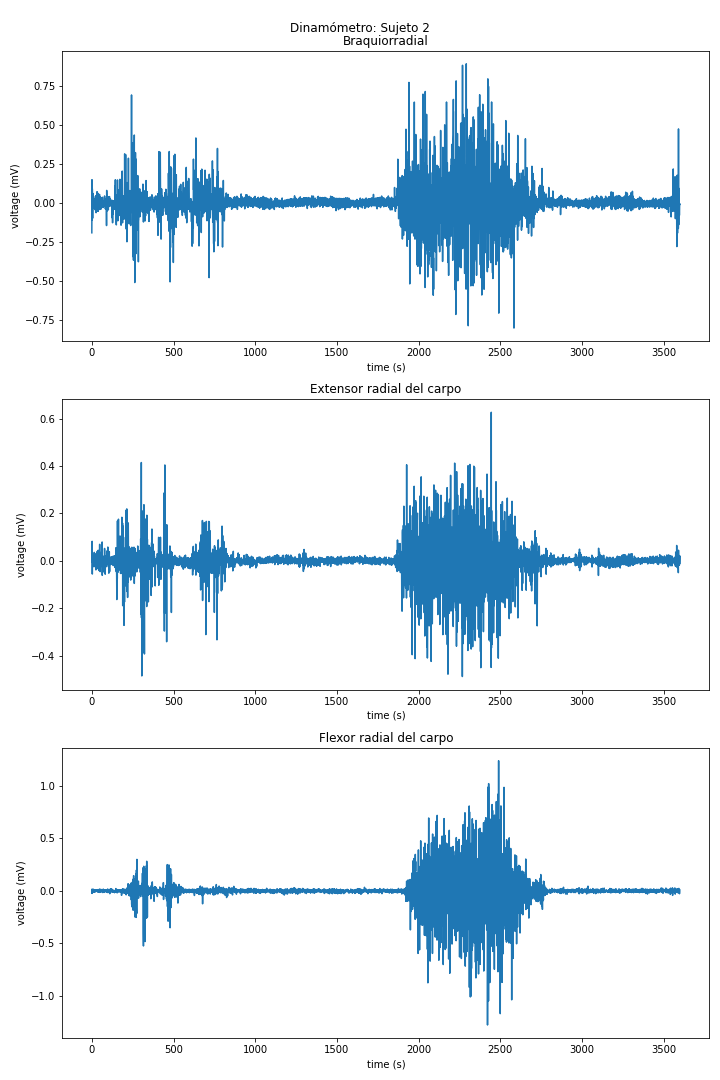 Dinamómetro: Sujeto 2
Braquiorradial
voltage (mV)
0.75
0.50
0.25
0.00
−0.25
−0.50
−0.75
0 500 1000 1500 2000 2500 3000 3500
time (s)
Extensor radial del carpo
voltage (mV)
0.6
0.4
0.2
0.0
−0.2
−0.4
0 500 1000 1500 2000 2500 3000 3500
time (s)
Flexor radial del carpo
voltage (mV)
1.0
0.5
0.0
−0.5
−1.0
0 500 1000 1500 2000 2500 3000 3500
time (s)